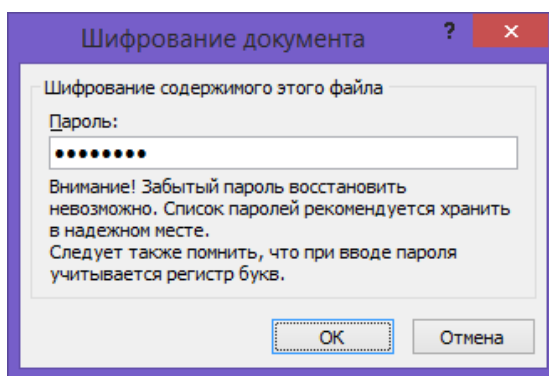 Шифрование документа
?
×
Шифрование содержимого этого файла
Пароль:
●●●●●●●●
Внимание! Забытый пароль восстановить
невозможно. Список паролей рекомендуется хранить
в надежном месте.
Следует также помнить, что при вводе пароля
учитывается регистр букв.
ОК
Отмена